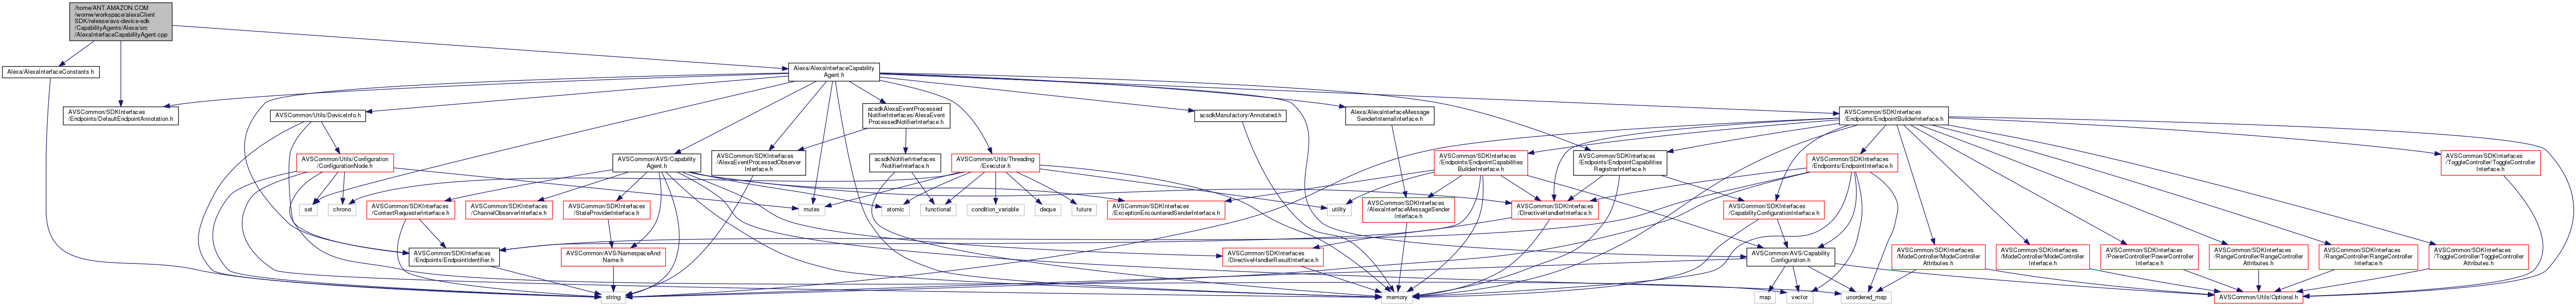 /home/ANT.AMAZON.COM
/womw/workspace/alexaClient
SDK/release/avs-device-sdk
/CapabilityAgents/Alexa/src
/AlexaInterfaceCapabilityAgent.cpp
Alexa/AlexaInterfaceConstants.h
Alexa/AlexaInterfaceCapability
Agent.h
AVSCommon/SDKInterfaces
/Endpoints/DefaultEndpointAnnotation.h
AVSCommon/Utils/DeviceInfo.h
acsdkAlexaEventProcessed
NotifierInterfaces/AlexaEvent
ProcessedNotifierInterface.h
acsdkManufactory/Annotated.h
Alexa/AlexaInterfaceMessage
SenderInternalInterface.h
AVSCommon/SDKInterfaces
/Endpoints/EndpointBuilderInterface.h
AVSCommon/Utils/Configuration
/ConfigurationNode.h
AVSCommon/AVS/Capability
Agent.h
AVSCommon/SDKInterfaces
/AlexaEventProcessedObserver
Interface.h
acsdkNotifierInterfaces
/NotifierInterface.h
AVSCommon/Utils/Threading
/Executor.h
AVSCommon/SDKInterfaces
/Endpoints/EndpointCapabilities
BuilderInterface.h
AVSCommon/SDKInterfaces
/Endpoints/EndpointCapabilities
RegistrarInterface.h
AVSCommon/SDKInterfaces
/Endpoints/EndpointInterface.h
AVSCommon/SDKInterfaces
/ToggleController/ToggleController
Interface.h
set
chrono
AVSCommon/SDKInterfaces
/ContextRequesterInterface.h
AVSCommon/SDKInterfaces
/ChannelObserverInterface.h
AVSCommon/SDKInterfaces
/StateProviderInterface.h
mutex
atomic
functional
condition_variable
deque
future
AVSCommon/SDKInterfaces
/ExceptionEncounteredSenderInterface.h
utility
AVSCommon/SDKInterfaces
/AlexaInterfaceMessageSender
Interface.h
AVSCommon/SDKInterfaces
/DirectiveHandlerInterface.h
AVSCommon/SDKInterfaces
/CapabilityConfigurationInterface.h
AVSCommon/SDKInterfaces
/Endpoints/EndpointIdentifier.h
AVSCommon/AVS/NamespaceAnd
Name.h
AVSCommon/SDKInterfaces
/DirectiveHandlerResultInterface.h
AVSCommon/AVS/Capability
Configuration.h
AVSCommon/SDKInterfaces
/ModeController/ModeController
Attributes.h
AVSCommon/SDKInterfaces
/ModeController/ModeController
Interface.h
AVSCommon/SDKInterfaces
/PowerController/PowerController
Interface.h
AVSCommon/SDKInterfaces
/RangeController/RangeController
Attributes.h
AVSCommon/SDKInterfaces
/RangeController/RangeController
Interface.h
AVSCommon/SDKInterfaces
/ToggleController/ToggleController
Attributes.h
string
memory
map
vector
unordered_map
AVSCommon/Utils/Optional.h